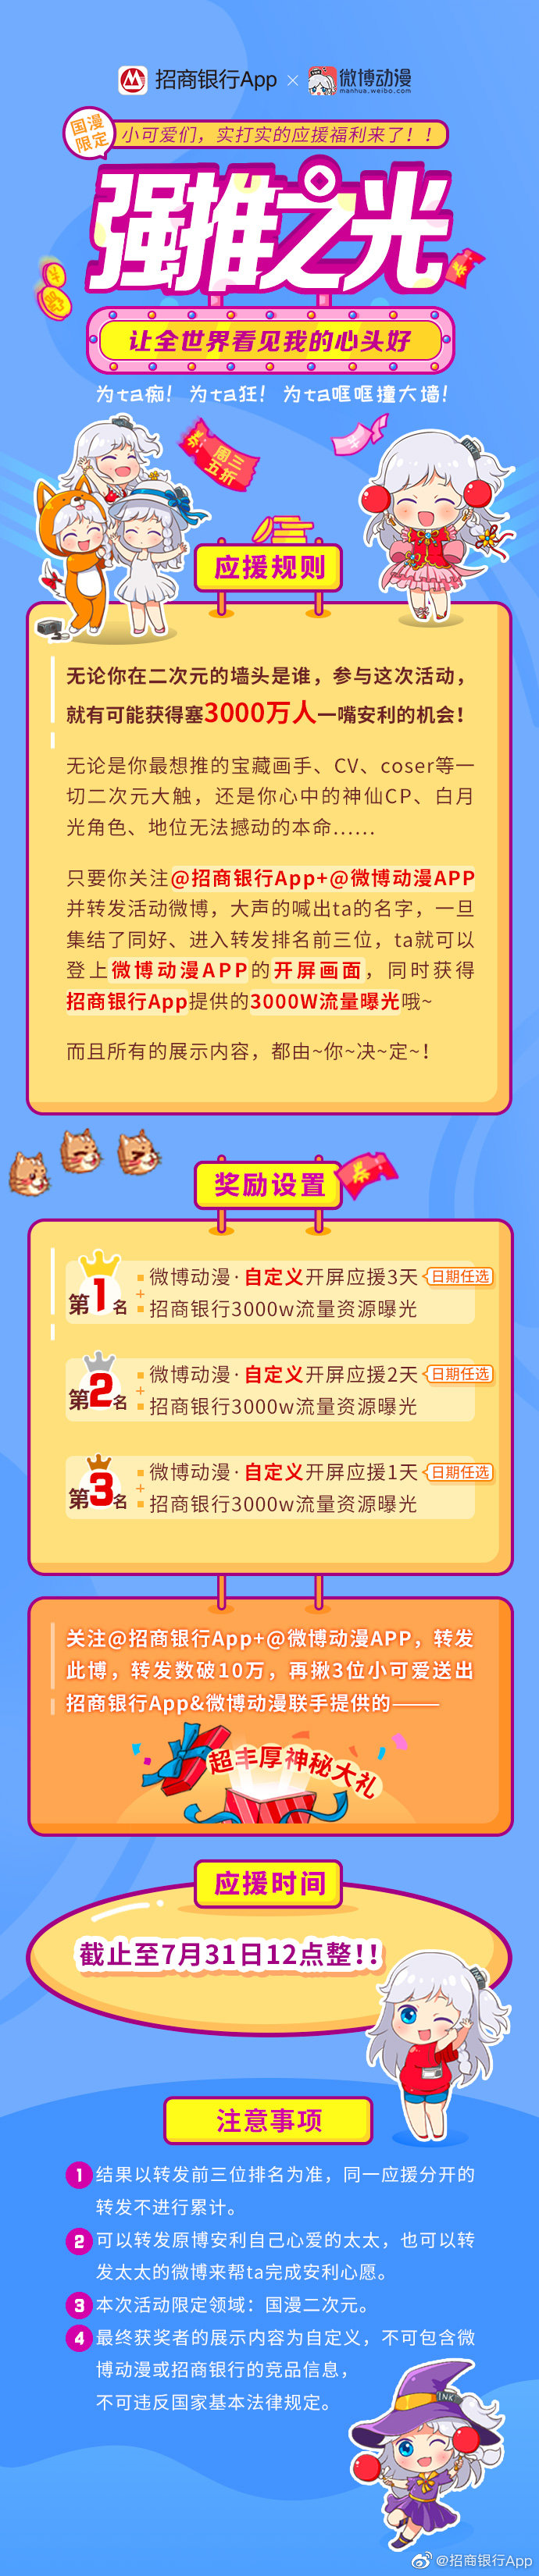 招商银行App × 微博动漫
manhua.weibo.com
国漫
限定
小可爱们，实打实的应援福利来了！！
强推之光
让全世界看见我的心头好
为ta痴！为ta狂！为ta哐哐撞大墙！
券
周三
五折
INK
INK
应援规则
无论你在二次元的墙头是谁，参与这次活动，
就有可能获得塞3000万人一嘴安利的机会！
无论是你最想推的宝藏画手、CV、coser等一
切二次元大触，还是你心中的神仙CP、白月
光角色、地位无法撼动的本命……
只要你关注@招商银行App+@微博动漫APP
并转发活动微博，大声的喊出ta的名字，一旦
集结了同好、进入转发排名前三位，ta就可以
登上微博动漫APP的开屏画面，同时获得
招商银行App提供的3000W流量曝光哦~
而且所有的展示内容，都由~你~决~定~！
奖励设置
券
第1名
微博动漫·自定义开屏应援3天 日期任选
+
招商银行3000w流量资源曝光
第2名
微博动漫·自定义开屏应援2天 日期任选
+
招商银行3000w流量资源曝光
第3名
微博动漫·自定义开屏应援1天 日期任选
+
招商银行3000w流量资源曝光
关注@招商银行App+@微博动漫APP，转发
此博，转发数破10万，再揪3位小可爱送出
招商银行App&微博动漫联手提供的——
超丰厚神秘大礼
应援时间
截止至7月31日12点整！！
注意事项
1 结果以转发前三位排名为准，同一应援分开的
转发不进行累计。
2 可以转发原博安利自己心爱的太太，也可以转
发太太的微博来帮ta完成安利心愿。
3 本次活动限定领域：国漫二次元。
4 最终获奖者的展示内容为自定义，不可包含微
博动漫或招商银行的竞品信息，
不可违反国家基本法律规定。
INK
@招商银行App